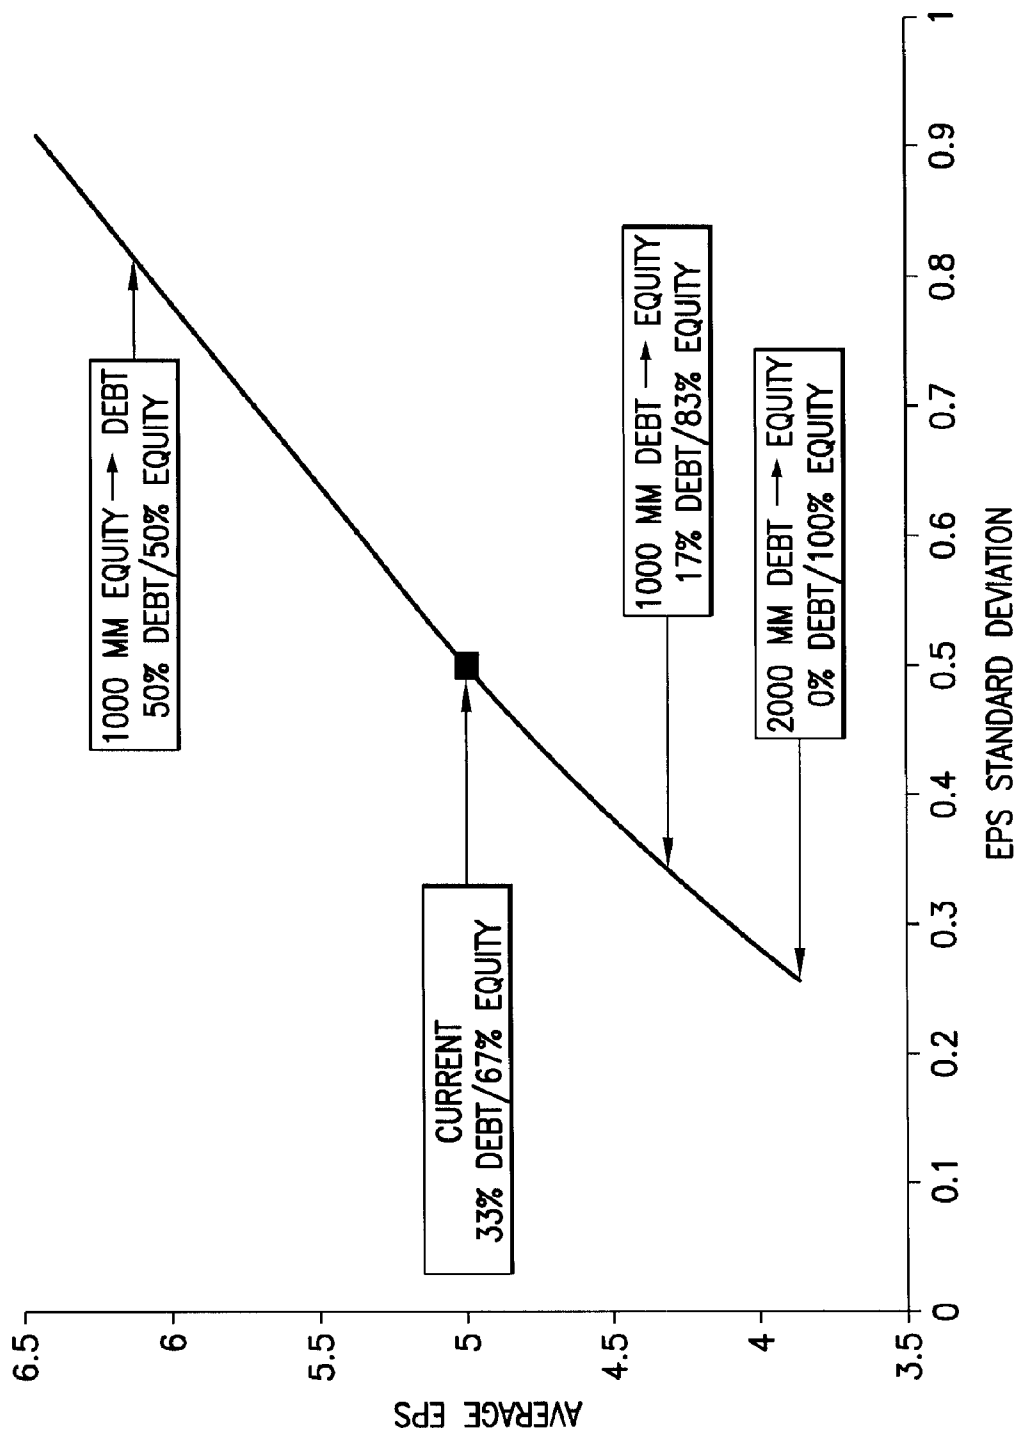 AVERAGE EPS
6.5
6
5.5
5
4.5
4
3.5
1000 MM EQUITY → DEBT
50% DEBT/50% EQUITY
CURRENT
33% DEBT/67% EQUITY
1000 MM DEBT → EQUITY
17% DEBT/83% EQUITY
2000 MM DEBT → EQUITY
0% DEBT/100% EQUITY
0
0.1
0.2
0.3
0.4
0.5
0.6
0.7
0.8
0.9
1
EPS STANDARD DEVIATION